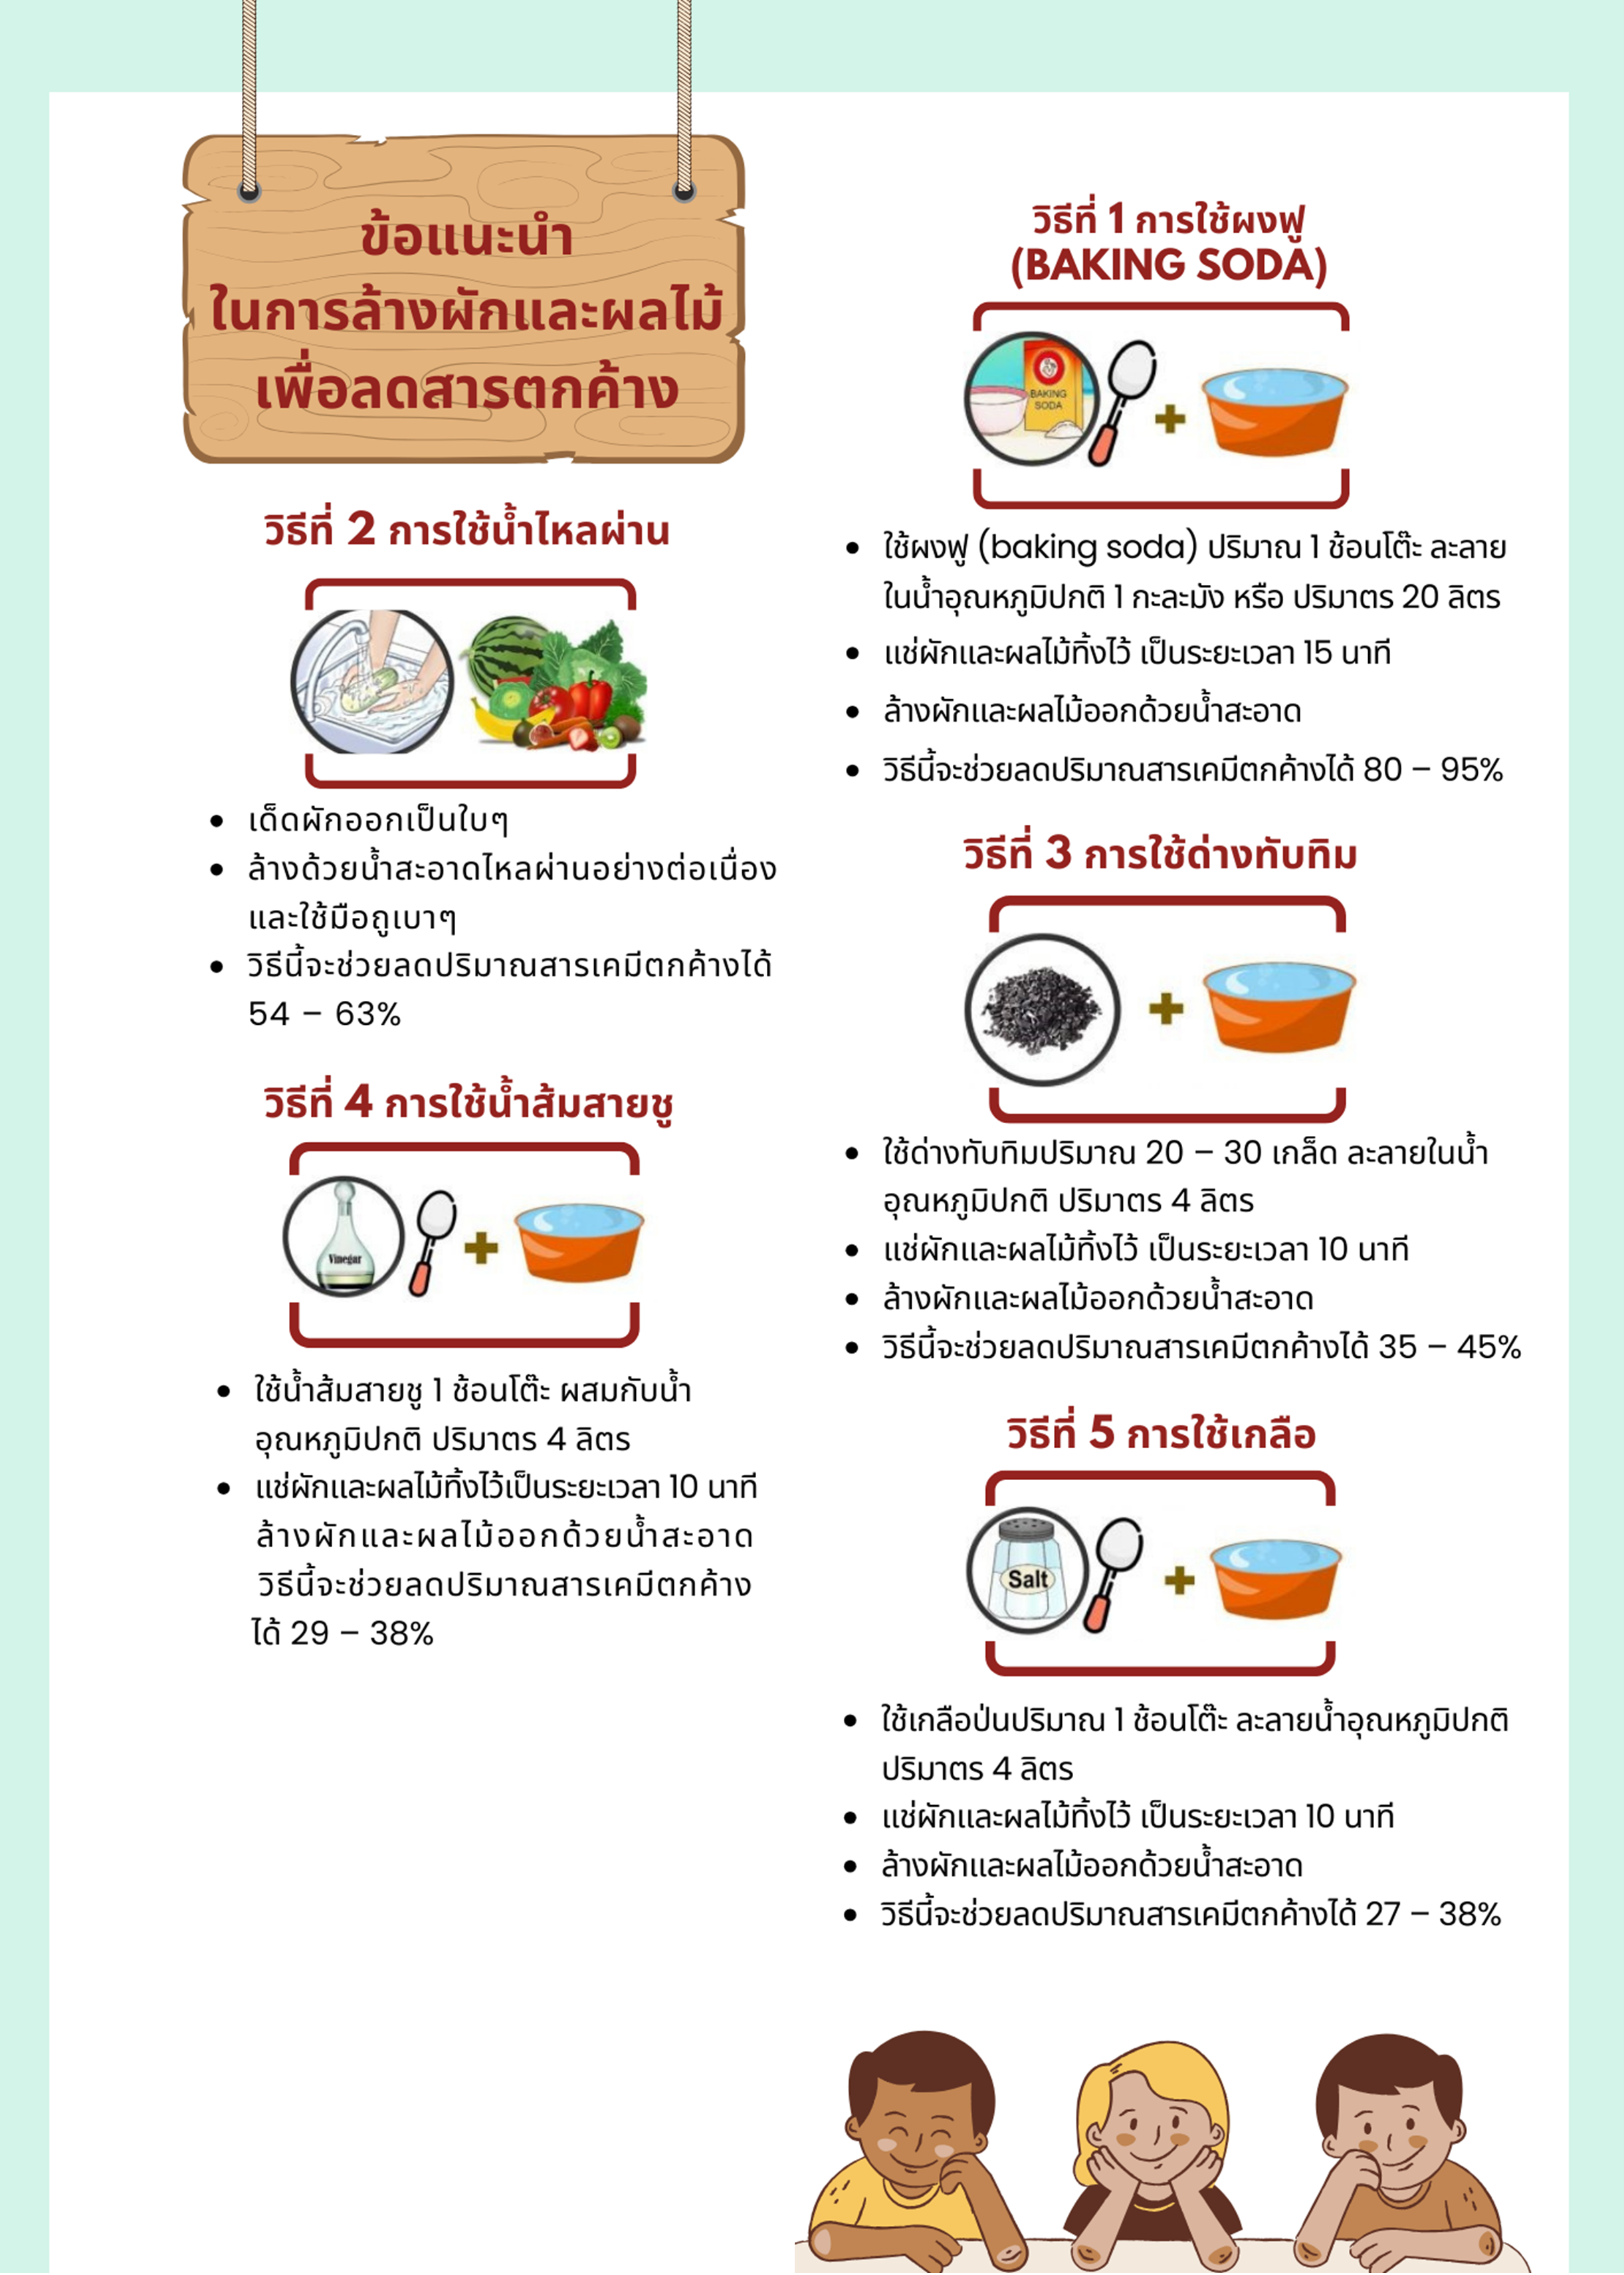 ข้อแนะนำ
ในการล้างผักและผลไม้
เพื่อลดสารตกค้าง
วิธีที่ 1 การใช้ผงฟู
(BAKING SODA)
BAKING
SODA
ใช้ผงฟู (baking soda) ปริมาณ 1 ช้อนโต๊ะ ละลาย
ในน้ำอุณหภูมิปกติ 1 กะละมัง หรือ ปริมาตร 20 ลิตร
แช่ผักและผลไม้ทิ้งไว้ เป็นระยะเวลา 15 นาที
ล้างผักและผลไม้ออกด้วยน้ำสะอาด
วิธีนี้จะช่วยลดปริมาณสารเคมีตกค้างได้ 80 – 95%
วิธีที่ 2 การใช้น้ำไหลผ่าน
เด็ดผักออกเป็นใบๆ
ล้างด้วยน้ำสะอาดไหลผ่านอย่างต่อเนื่อง
และใช้มือถูเบาๆ
วิธีนี้จะช่วยลดปริมาณสารเคมีตกค้างได้
54 – 63%
วิธีที่ 3 การใช้ด่างทับทิม
ใช้ด่างทับทิมปริมาณ 20 – 30 เกล็ด ละลายในน้ำ
อุณหภูมิปกติ ปริมาตร 4 ลิตร
แช่ผักและผลไม้ทิ้งไว้ เป็นระยะเวลา 10 นาที
ล้างผักและผลไม้ออกด้วยน้ำสะอาด
วิธีนี้จะช่วยลดปริมาณสารเคมีตกค้างได้ 35 – 45%
วิธีที่ 4 การใช้น้ำส้มสายชู
Vinegar
ใช้น้ำส้มสายชู 1 ช้อนโต๊ะ ผสมกับน้ำ
อุณหภูมิปกติ ปริมาตร 4 ลิตร
แช่ผักและผลไม้ทิ้งไว้เป็นระยะเวลา 10 นาที
ล้างผักและผลไม้ออกด้วยน้ำสะอาด
วิธีนี้จะช่วยลดปริมาณสารเคมีตกค้าง
ได้ 29 – 38%
วิธีที่ 5 การใช้เกลือ
Salt
ใช้เกลือป่นปริมาณ 1 ช้อนโต๊ะ ละลายน้ำอุณหภูมิปกติ
ปริมาตร 4 ลิตร
แช่ผักและผลไม้ทิ้งไว้ เป็นระยะเวลา 10 นาที
ล้างผักและผลไม้ออกด้วยน้ำสะอาด
วิธีนี้จะช่วยลดปริมาณสารเคมีตกค้างได้ 27 – 38%